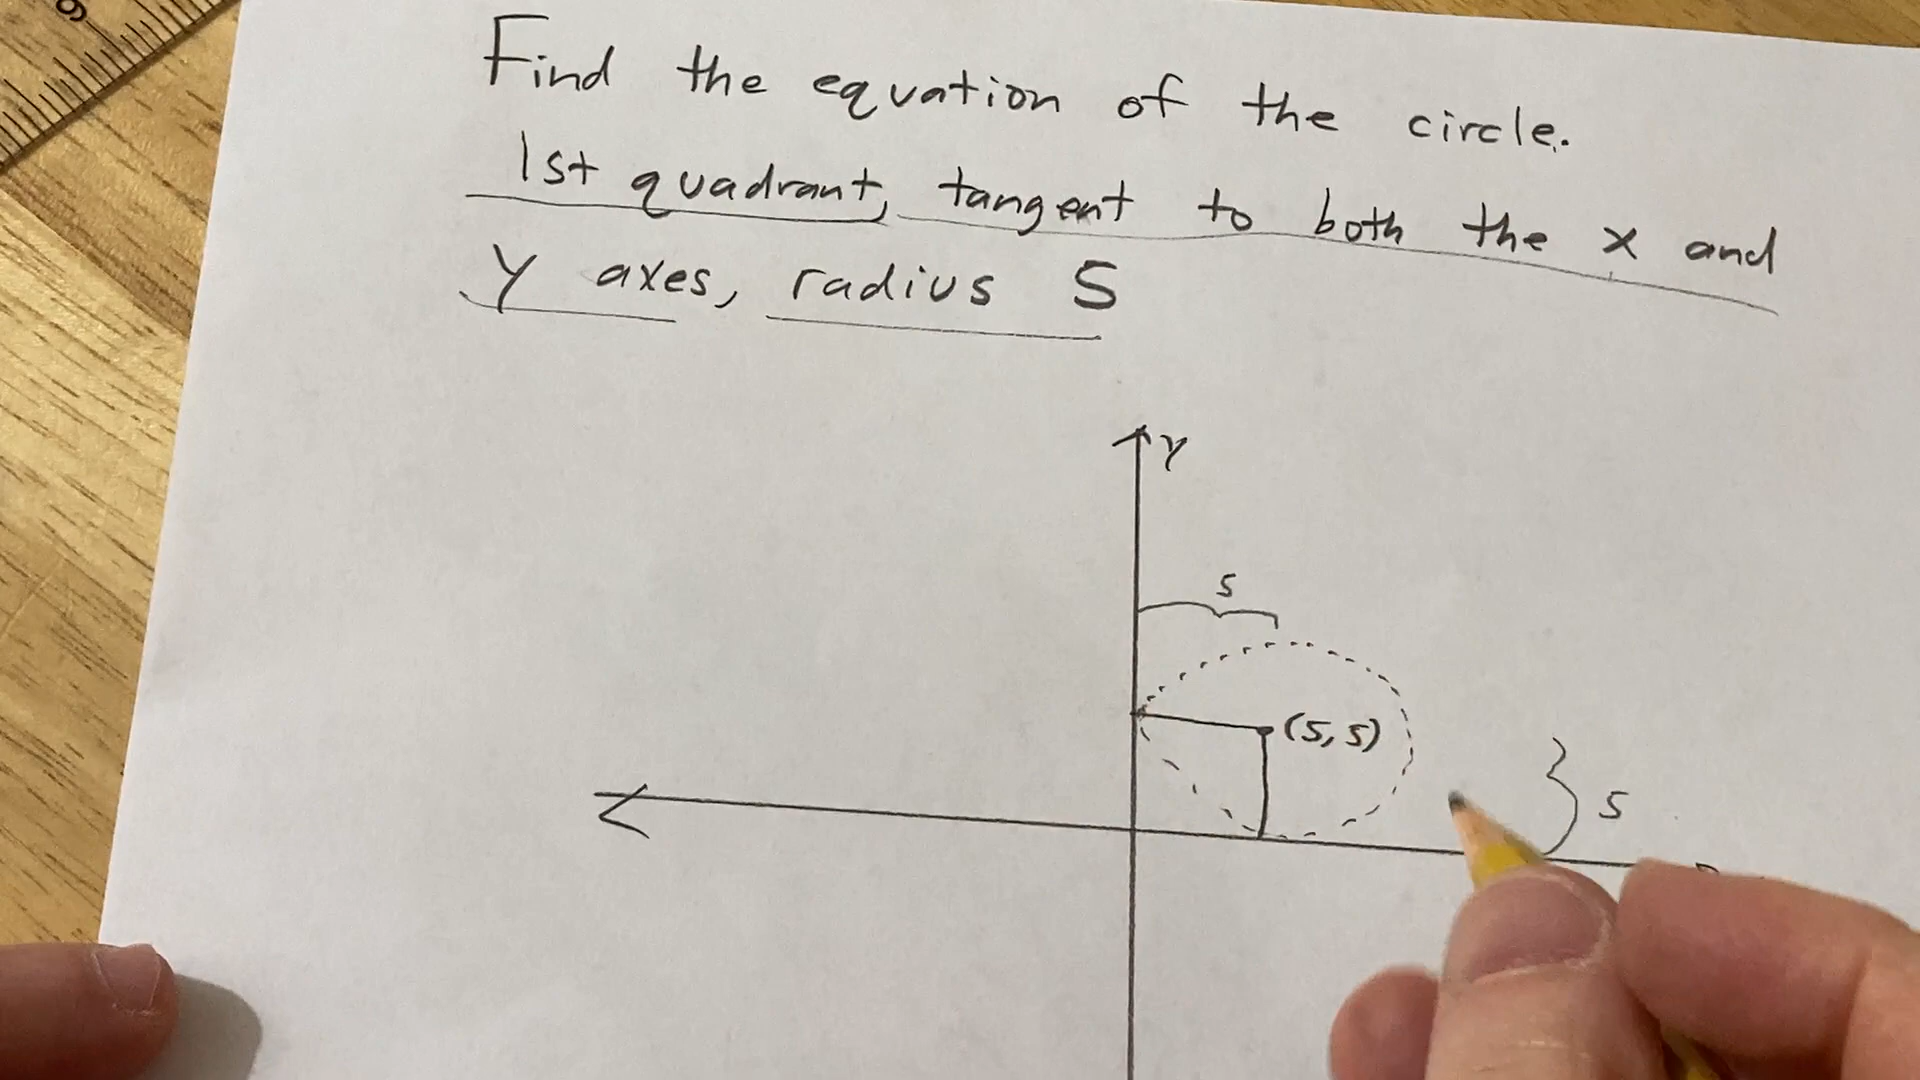 Find the equation of the circle.
1st quadrant, tangent to both the x and
y axes, radius 5
y
5
(5, 5)
5